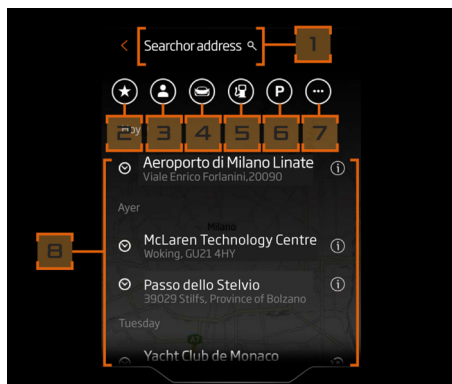 Searchor address
1
P
2 Hoy 3 4 5 6 7
Aeroporto di Milano Linate
Viale Enrico Forlanini,20090
Ayer
Milano
8
McLaren Technology Centre
Woking, GU21 4HY
Passo dello Stelvio
39029 Stilfs, Province of Bolzano
Tuesday
A7
Yacht Club de Monaco